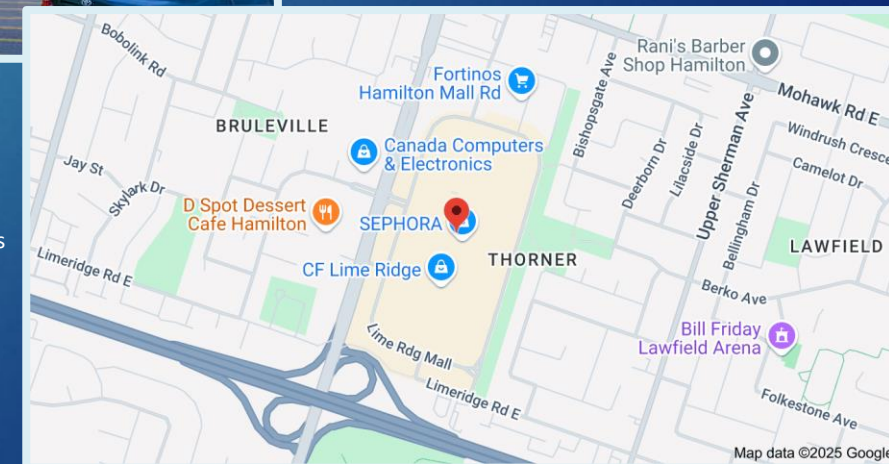 Bobolink Rd
Rani's Barber
Shop Hamilton
Fortinos
Hamilton Mall Rd
Bishopsgate Ave
Mohawk Rd E
BRULEVILLE
Canada Computers
& Electronics
Deerborn Dr
Lilacside Dr
Upper Sherman Ave
Windrush Cresce
Camelot Dr
Jay St
Skylark Dr
D Spot Dessert
Cafe Hamilton
SEPHORA
Bellingham Dr
s
Limeridge Rd E
CF Lime Ridge
THORNER
LAWFIELD
Berko Ave
Lime Rdg Mall
Bill Friday
Lawfield Arena
Limeridge Rd E
Folkestone Ave
Map data ©2025 Google